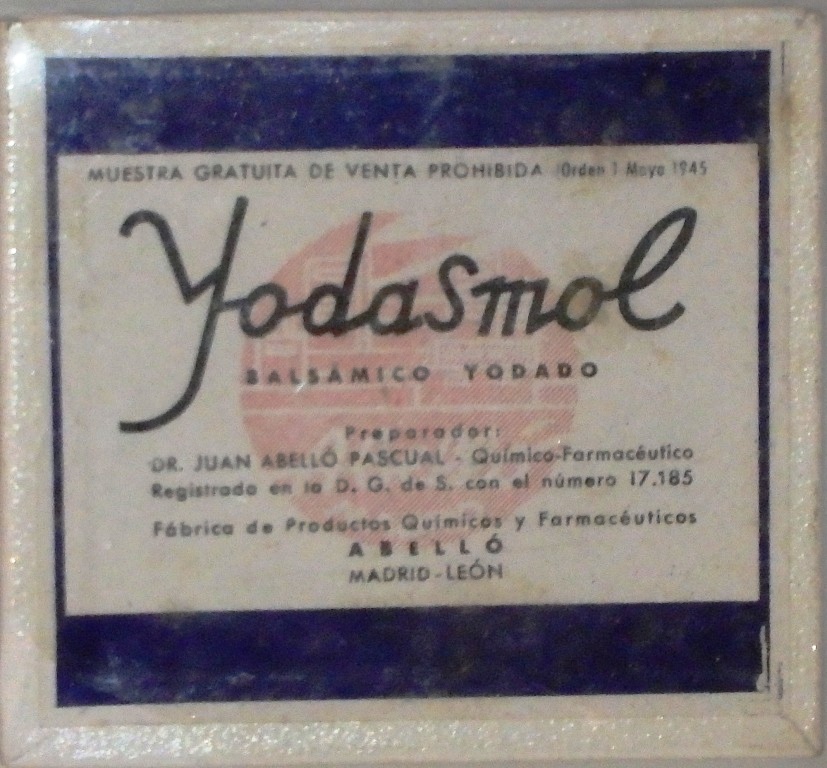 MUESTRA GRATUITA DE VENTA PROHIBIDA (Orden 1 Mayo 1945
Yodasmol
BALSÁMICO YODADO
Preparador:
DR. JUAN ABELLÓ PASCUAL - Químico-Farmacéutico
Registrado en la D. G. de S. con el número 17.185
Fábrica de Productos Químicos y Farmacéuticos
ABELLÓ
MADRID-LEÓN